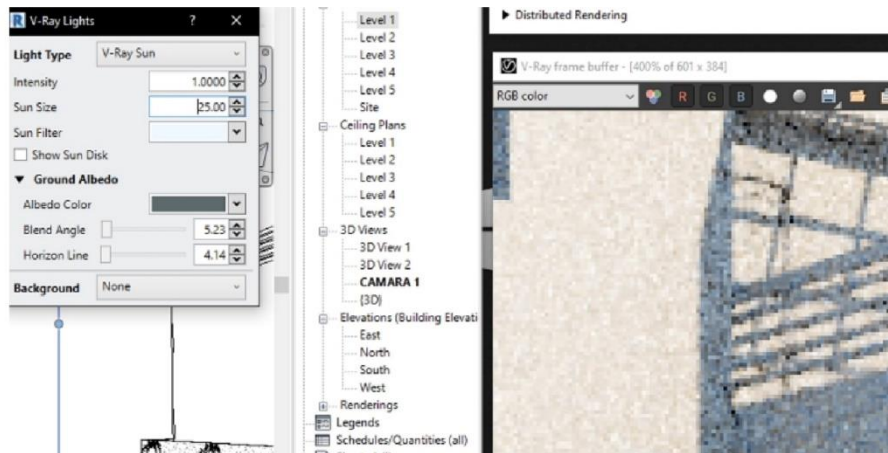 V-Ray Lights ? ×
Light Type V-Ray Sun
Intensity 1.0000
Sun Size 25.00
Sun Filter
Show Sun Disk
Ground Albedo
Albedo Color
Blend Angle 5.23
Horizon Line 4.14
Background None
Level 1
Level 2
Level 3
Level 4
Level 5
Site
Ceiling Plans
Level 1
Level 2
Level 3
Level 4
Level 5
3D Views
3D View 1
3D View 2
CAMARA 1
{3D}
Elevations (Building Elevati
East
North
South
West
Renderings
Legends
Schedules/Quantities (all)
Distributed Rendering
V-Ray frame buffer - [400% of 601 x 384]
RGB color R G B